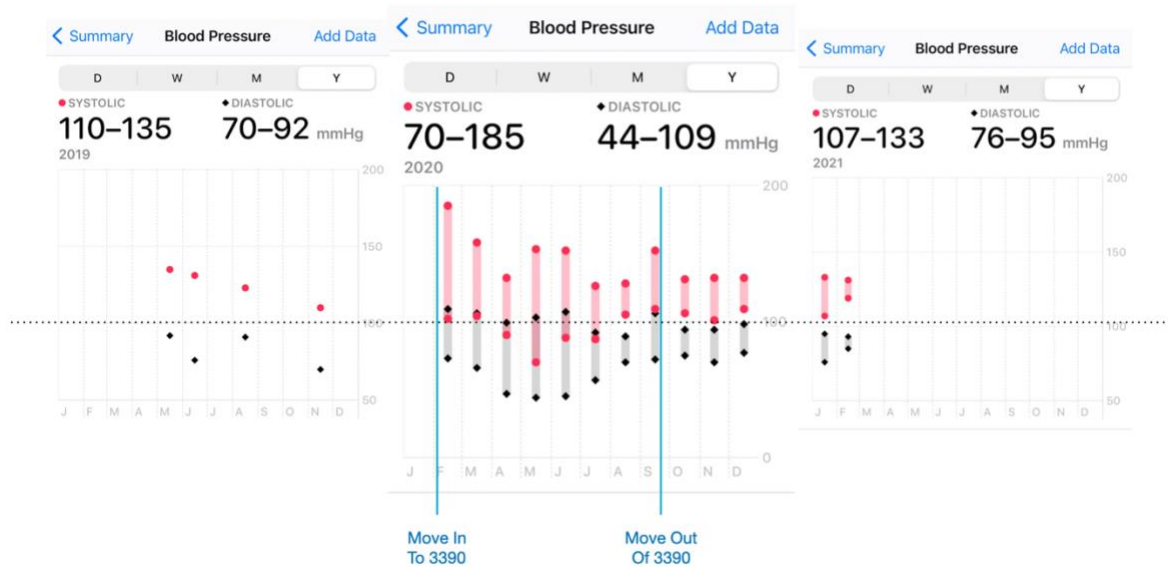 Summary Blood Pressure Add Data
D W M Y
SYSTOLIC DIASTOLIC
110–135 70–92 mmHg
2019
200
150
100
50
J F M A M J J A S O N D
Summary Blood Pressure Add Data
D W M Y
SYSTOLIC DIASTOLIC
70–185 44–109 mmHg
2020
200
100
0
J F M A M J J A S O N D
Move In
To 3390
Move Out
Of 3390
Summary Blood Pressure Add Data
D W M Y
SYSTOLIC DIASTOLIC
107–133 76–95 mmHg
2021
200
150
100
50
J F M A M J J A S O N D